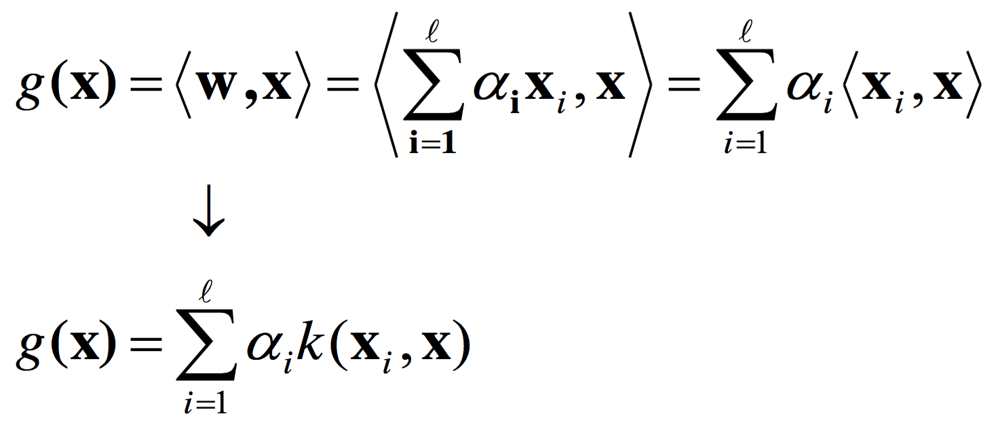 g(𝐱) = ⟨𝐰,𝐱⟩ = ⟨∑_{𝐢=𝟏}^{ℓ} α_𝐢 𝐱_i, 𝐱⟩ = ∑_{i=1}^{ℓ} α_i ⟨𝐱_i, 𝐱⟩
↓
g(𝐱) = ∑_{i=1}^{ℓ} α_i k(𝐱_i, 𝐱)